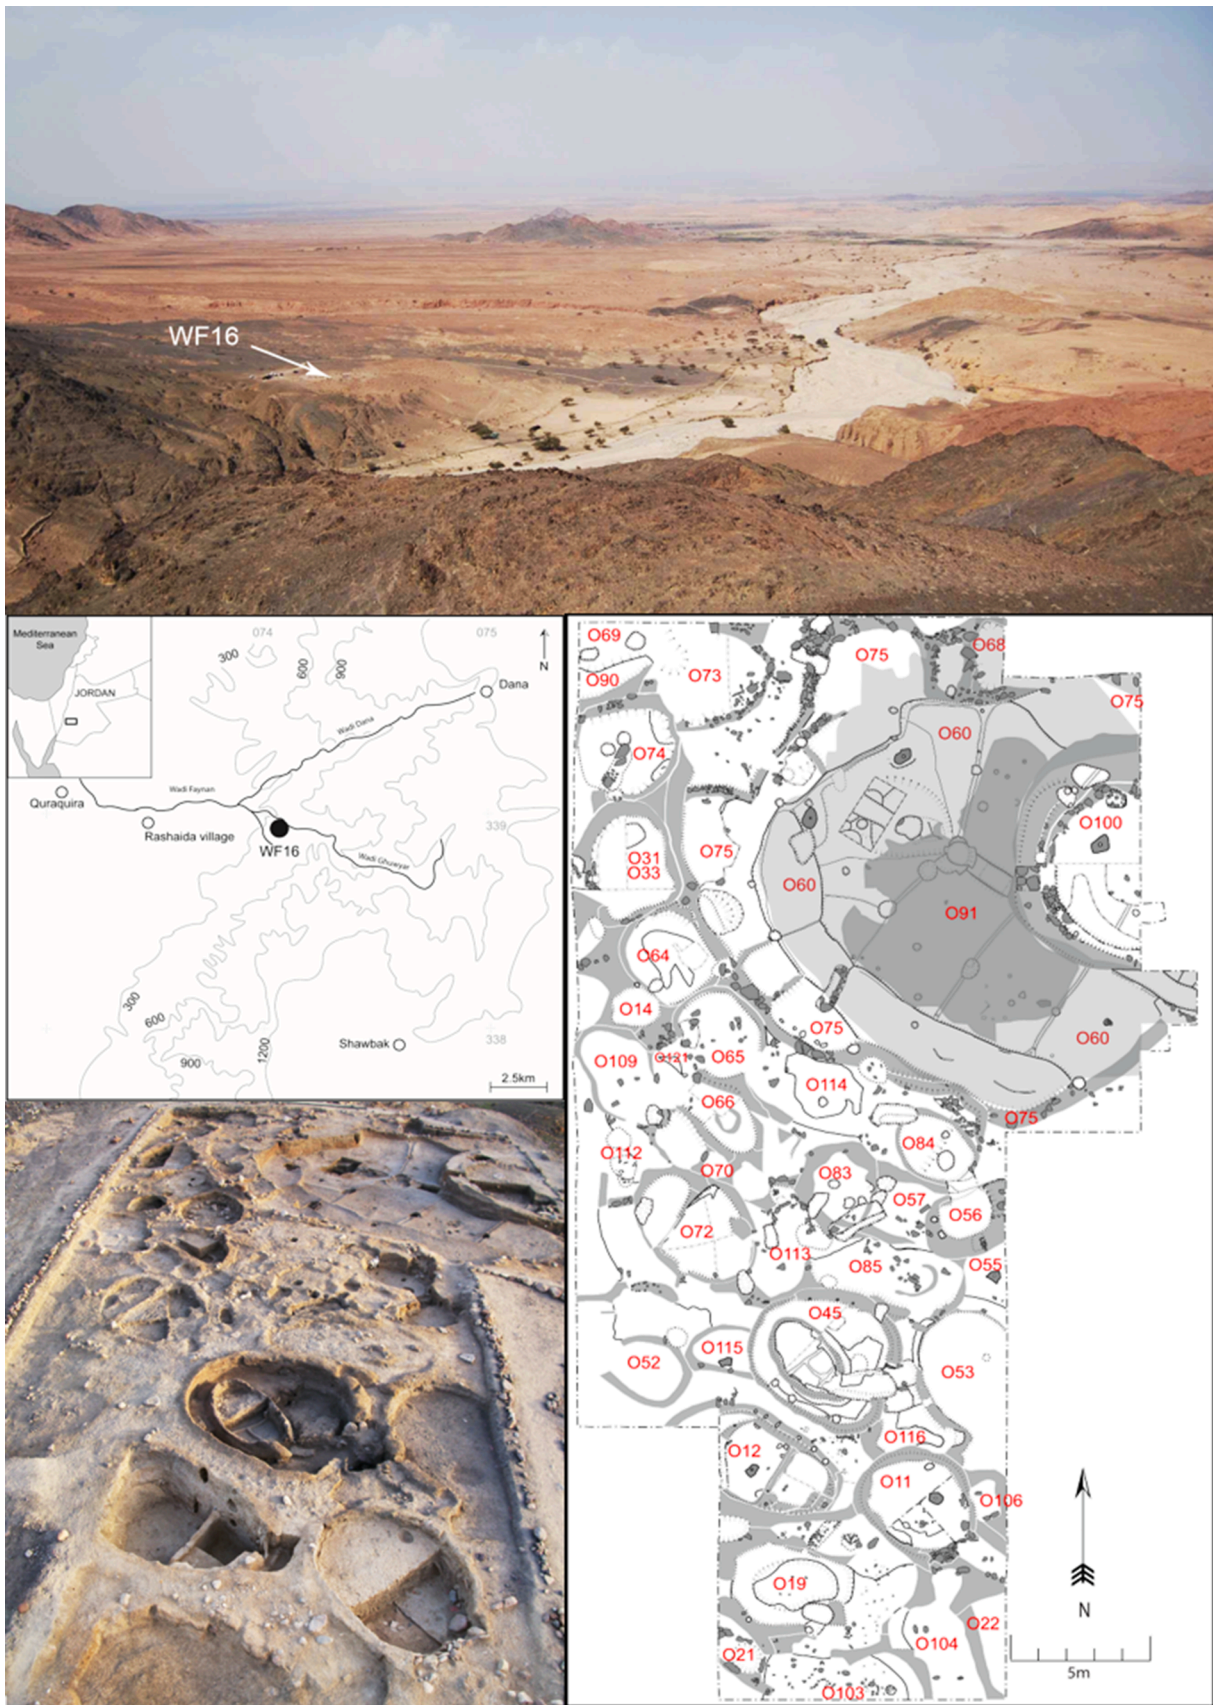 WF16
Mediterranean
Sea
JORDAN
074
075
300
600
900
N
Dana
Wadi Dana
Quraquira
Wadi Faynan
Rashaida village
339
WF16
Wadi Ghuwyar
300
600
900
1200
Shawbak
338
2.5km
O69
O90
O73
O75
O68
O75
O60
O74
O100
O31
O33
O75
O60
O91
O64
O14
O75
O60
O109
O121
O65
O114
O66
O75
O84
O112
O70
O83
O57
O56
O72
O113
O85
O55
O45
O115
O52
O53
O116
O12
O11
O106
O19
O22
O104
O21
O103
N
5m